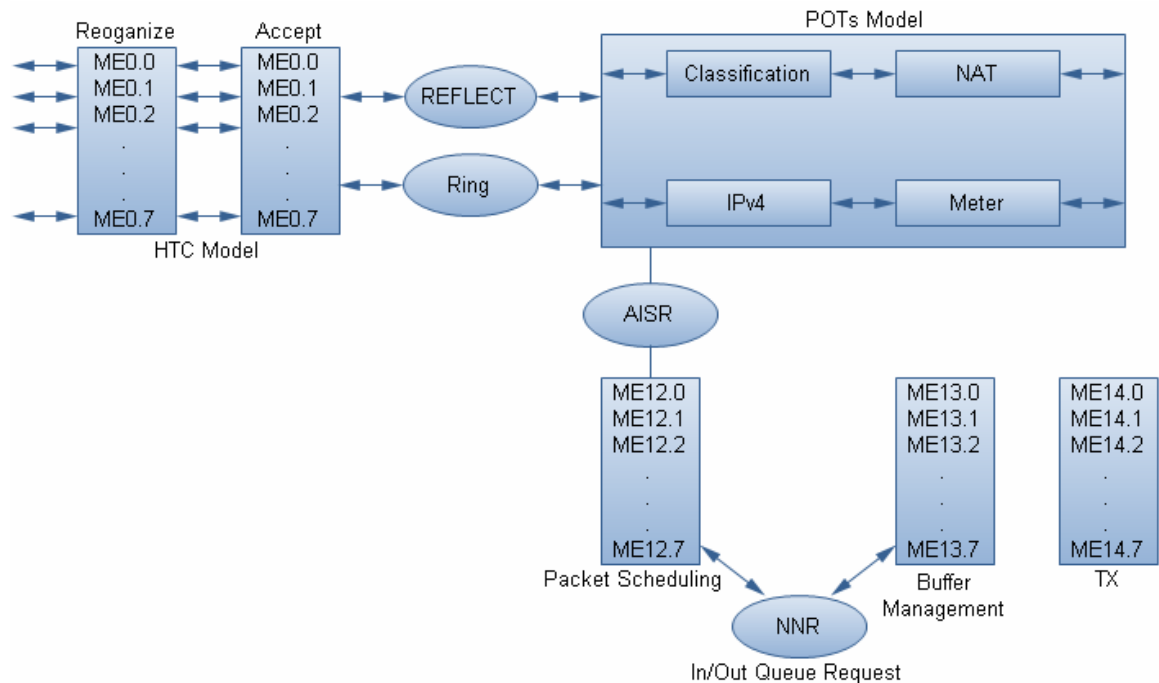 POTs Model
Reoganize
Accept
ME0.0
ME0.1
ME0.2
.
.
.
ME0.7
ME0.0
ME0.1
ME0.2
.
.
.
ME0.7
HTC Model
REFLECT
Ring
Classification
NAT
IPv4
Meter
AISR
ME12.0
ME12.1
ME12.2
.
.
.
ME12.7
Packet Scheduling
ME13.0
ME13.1
ME13.2
.
.
.
ME13.7
Buffer
Management
ME14.0
ME14.1
ME14.2
.
.
.
ME14.7
TX
NNR
In/Out Queue Request